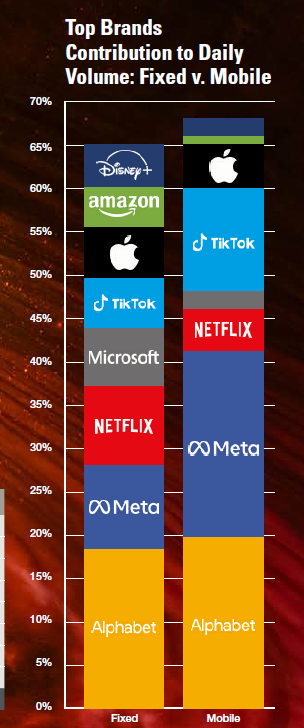 Top Brands
Contribution to Daily
Volume: Fixed v. Mobile
70%
65%
60%
55%
50%
45%
40%
35%
30%
25%
20%
15%
10%
5%
0%
Disney+
amazon
TikTok
Microsoft
NETFLIX
Meta
Alphabet
Fixed
TikTok
NETFLIX
Meta
Alphabet
Mobile